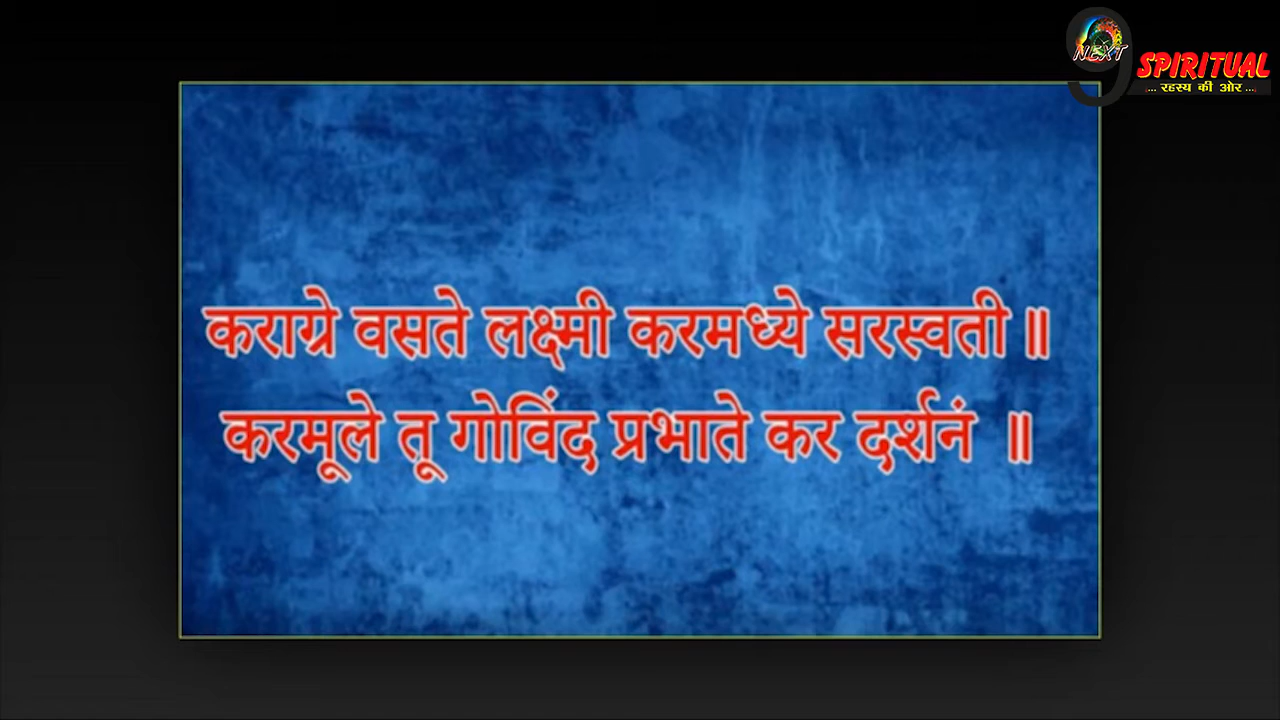 NEXT
9
SPIRITUAL
... रहस्य की ओर ...
कराग्रे वसते लक्ष्मी करमध्ये सरस्वती ॥
करमूले तू गोविंद प्रभाते कर दर्शनं ॥